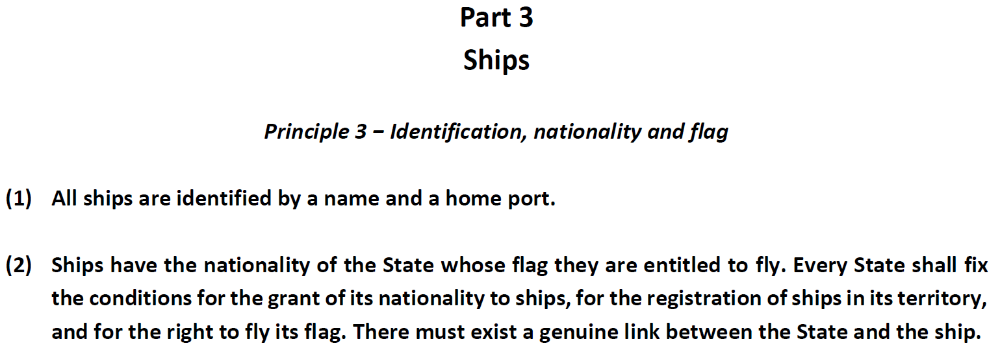 Part 3
Ships
Principle 3 – Identification, nationality and flag
(1) All ships are identified by a name and a home port.
(2) Ships have the nationality of the State whose flag they are entitled to fly. Every State shall fix
the conditions for the grant of its nationality to ships, for the registration of ships in its territory,
and for the right to fly its flag. There must exist a genuine link between the State and the ship.